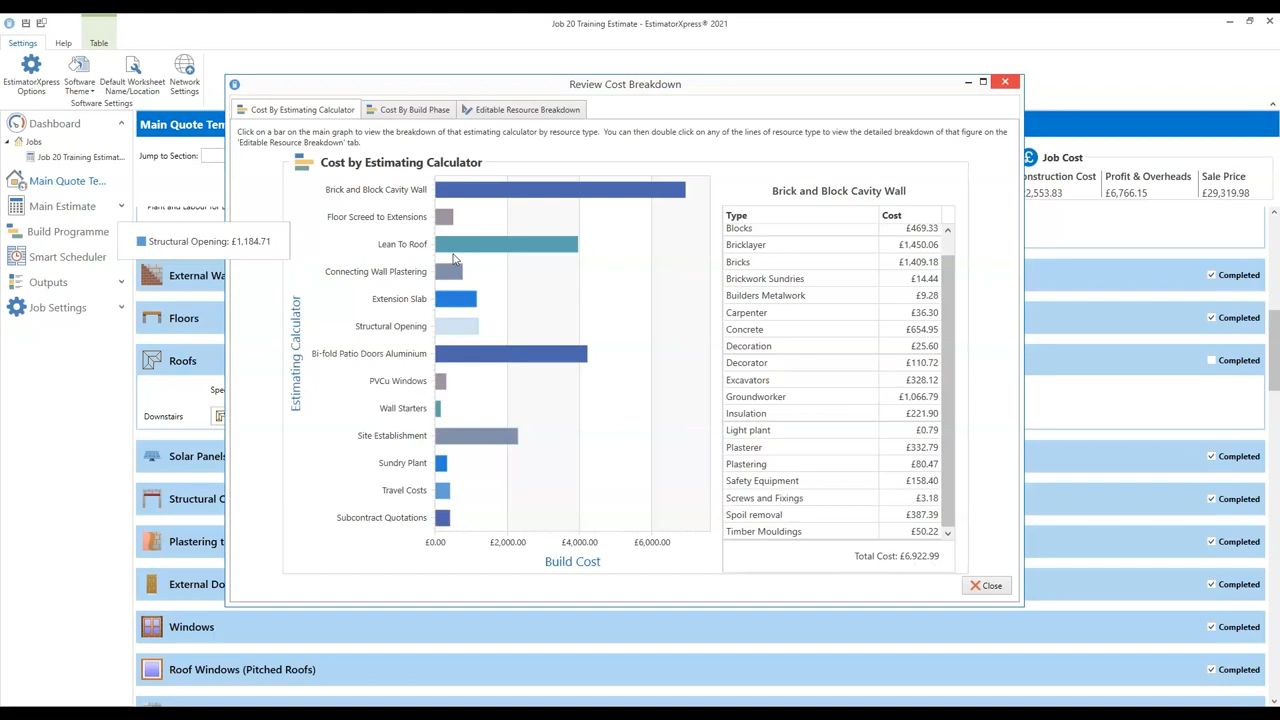 Job 20 Training Estimate - EstimatorXpress® 2021
Settings
Help
Table
EstimatorXpress Options
Software Theme
Default Worksheet Name/Location
Network Settings
Software Settings
Dashboard
Jobs
Job 20 Training Estimat...
Main Quote Te...
Main Estimate
Build Programme
Smart Scheduler
Outputs
Job Settings
Main Quote Tem
Jump to Section:
Structural Opening: £1,184.71
External Wa
Floors
Roofs
Spe
Downstairs
Solar Panels
Structural C
Plastering t
External Do
Windows
Roof Windows (Pitched Roofs)
Job Cost
onstruction Cost
Profit & Overheads
Sale Price
2,553.83
£6,766.15
£29,319.98
Completed
Completed
Completed
Completed
Completed
Completed
Completed
Completed
Completed
Review Cost Breakdown
Cost By Estimating Calculator
Cost By Build Phase
Editable Resource Breakdown
Click on a bar on the main graph to view the breakdown of that estimating calculator by resource type. You can then double click on any of the lines of resource type to view the detailed breakdown of that figure on the
'Editable Resource Breakdown' tab.
Cost by Estimating Calculator
Estimating Calculator
Brick and Block Cavity Wall
Floor Screed to Extensions
Lean To Roof
Connecting Wall Plastering
Extension Slab
Structural Opening
Bi-fold Patio Doors Aluminium
PVCu Windows
Wall Starters
Site Establishment
Sundry Plant
Travel Costs
Subcontract Quotations
£0.00 £2,000.00 £4,000.00 £6,000.00
Build Cost
Brick and Block Cavity Wall
Type Cost
Blocks £469.33
Bricklayer £1,450.06
Bricks £1,409.18
Brickwork Sundries £14.44
Builders Metalwork £9.28
Carpenter £36.30
Concrete £654.95
Decoration £25.60
Decorator £110.72
Excavators £328.12
Groundworker £1,066.79
Insulation £221.90
Light plant £0.79
Plasterer £332.79
Plastering £80.47
Safety Equipment £158.40
Screws and Fixings £3.18
Spoil removal £387.39
Timber Mouldings £50.22
Total Cost: £6,922.99
Close